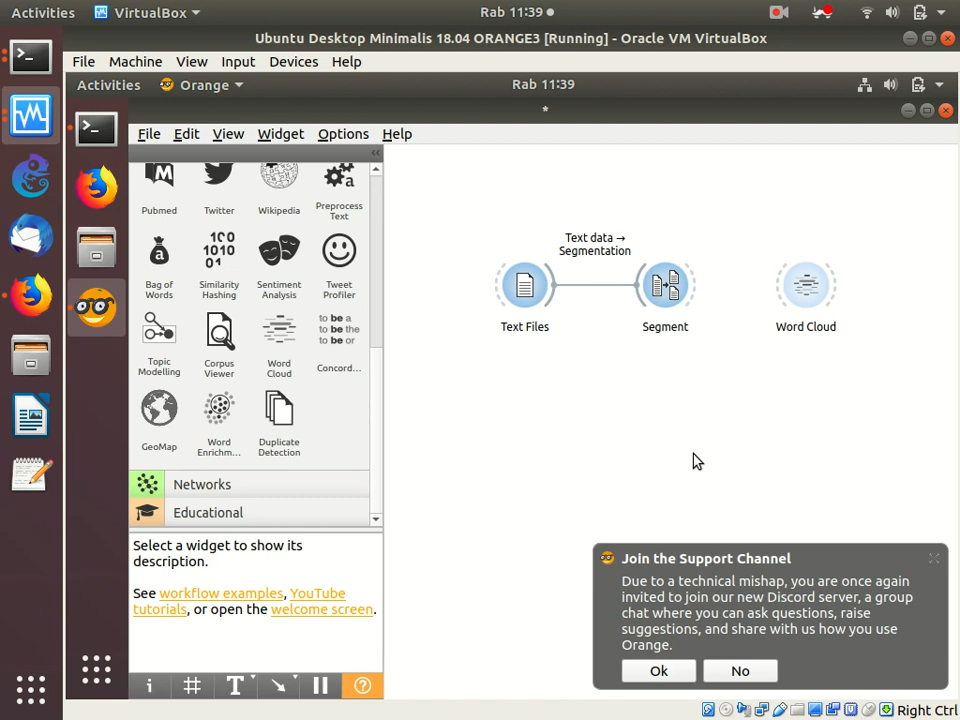 Activities VirtualBox Rab 11:39
Ubuntu Desktop Minimalis 18.04 ORANGE3 [Running] - Oracle VM VirtualBox
File Machine View Input Devices Help
Activities Orange Rab 11:39
*
File Edit View Widget Options Help
Pubmed Twitter Wikipedia Preprocess Text
Bag of Words Similarity Hashing Sentiment Analysis Tweet Profiler
Topic Modelling Corpus Viewer Word Cloud Concord...
GeoMap Word Enrichm... Duplicate Detection
Networks
Educational
Select a widget to show its
description.
See workflow examples, YouTube
tutorials, or open the welcome screen.
Text data →
Segmentation
Text Files Segment Word Cloud
Join the Support Channel
Due to a technical mishap, you are once again
invited to join our new Discord server, a group
chat where you can ask questions, raise
suggestions, and share with us how you use
Orange.
Ok No
Right Ctrl